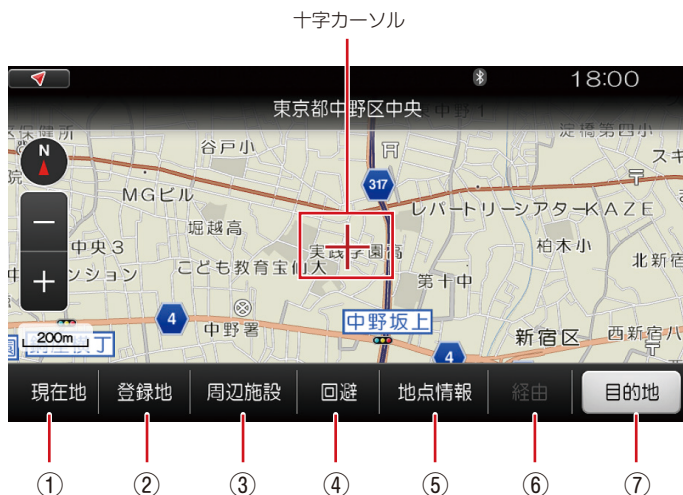 十字カーソル
18:00
東京都中野区中央
東中野1
淀橋第四小
保健所
谷戸小
スキ
N
院
317
MGビル
レパートリーシアターKAZE
堀越高
中央3
実践学園高
柏木小
北新宿
ンション
こども教育宝仙大
第十中
4
中野署
中野坂上
新宿区
西新宿八
200m
4
現在地
登録地
周辺施設
回避
地点情報
経由
目的地
①
②
③
④
⑤
⑥
⑦